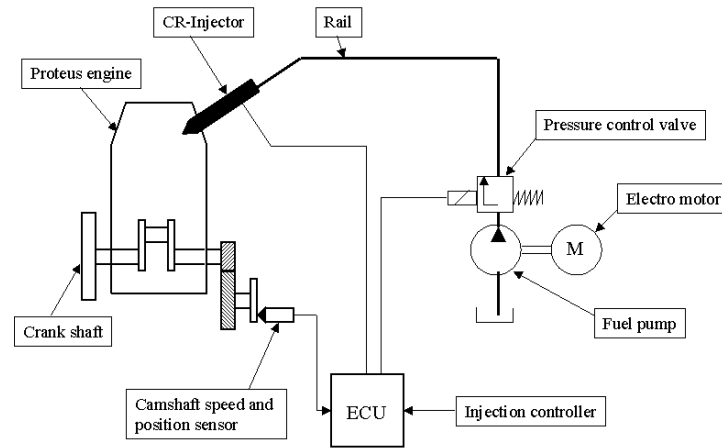 CR-Injector
Rail
Proteus engine
Pressure control valve
Electro motor
M
Crank shaft
Fuel pump
Camshaft speed and
position sensor
ECU
Injection controller